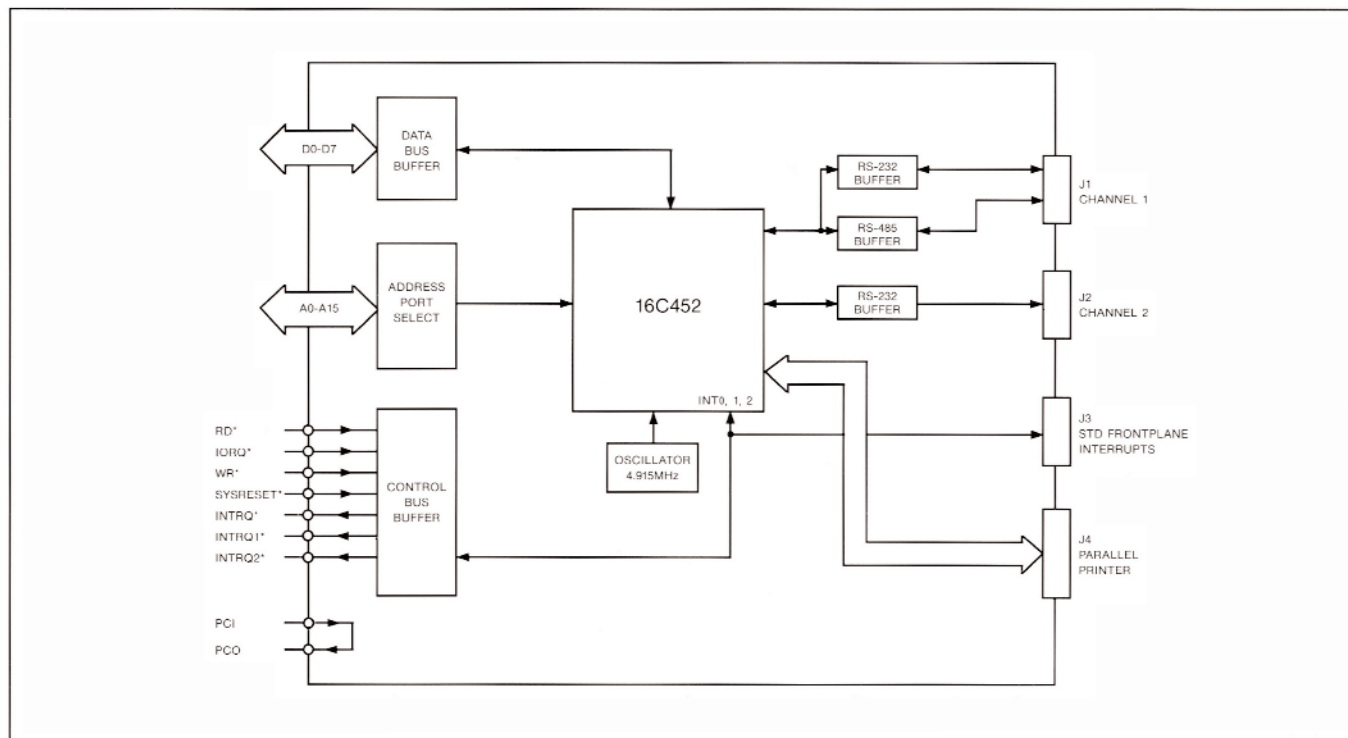 D0-D7
DATA
BUS
BUFFER
A0-A15
ADDRESS
PORT
SELECT
RD*
IORQ*
WR*
SYSRESET*
INTRQ*
INTRQ1*
INTRQ2*
CONTROL
BUS
BUFFER
PCI
PCO
16C452
INT0, 1, 2
OSCILLATOR
4.915MHz
RS-232
BUFFER
RS-485
BUFFER
RS-232
BUFFER
J1
CHANNEL 1
J2
CHANNEL 2
J3
STD FRONTPLANE
INTERRUPTS
J4
PARALLEL
PRINTER